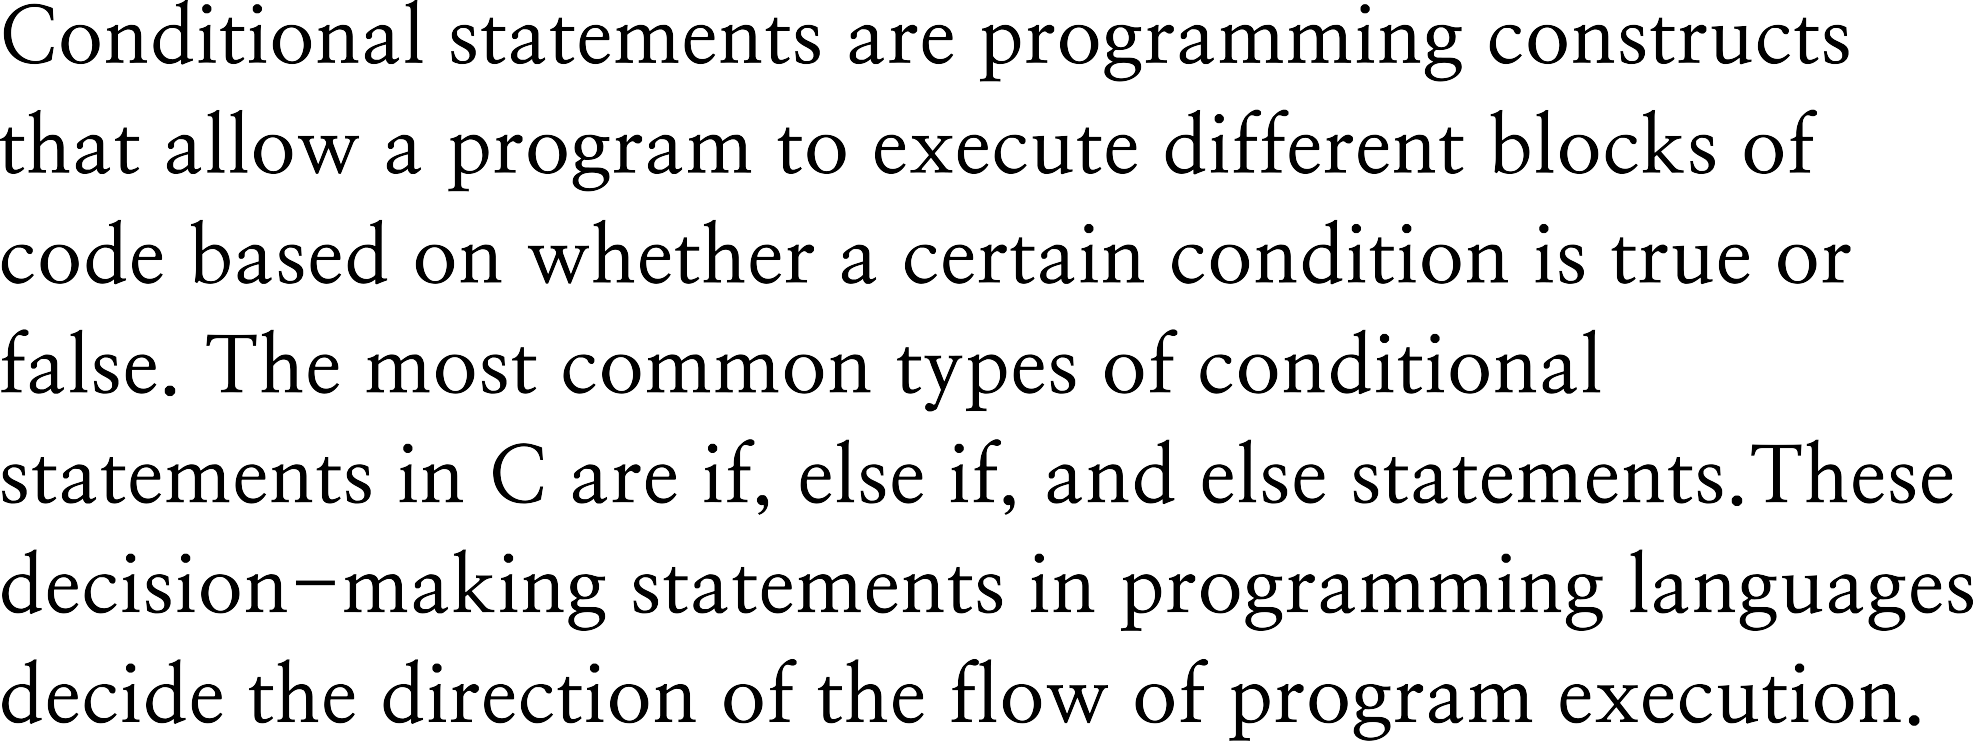 Conditional statements are programming constructs
that allow a program to execute different blocks of
code based on whether a certain condition is true or
false. The most common types of conditional
statements in C are if, else if, and else statements.These
decision-making statements in programming languages
decide the direction of the flow of program execution.